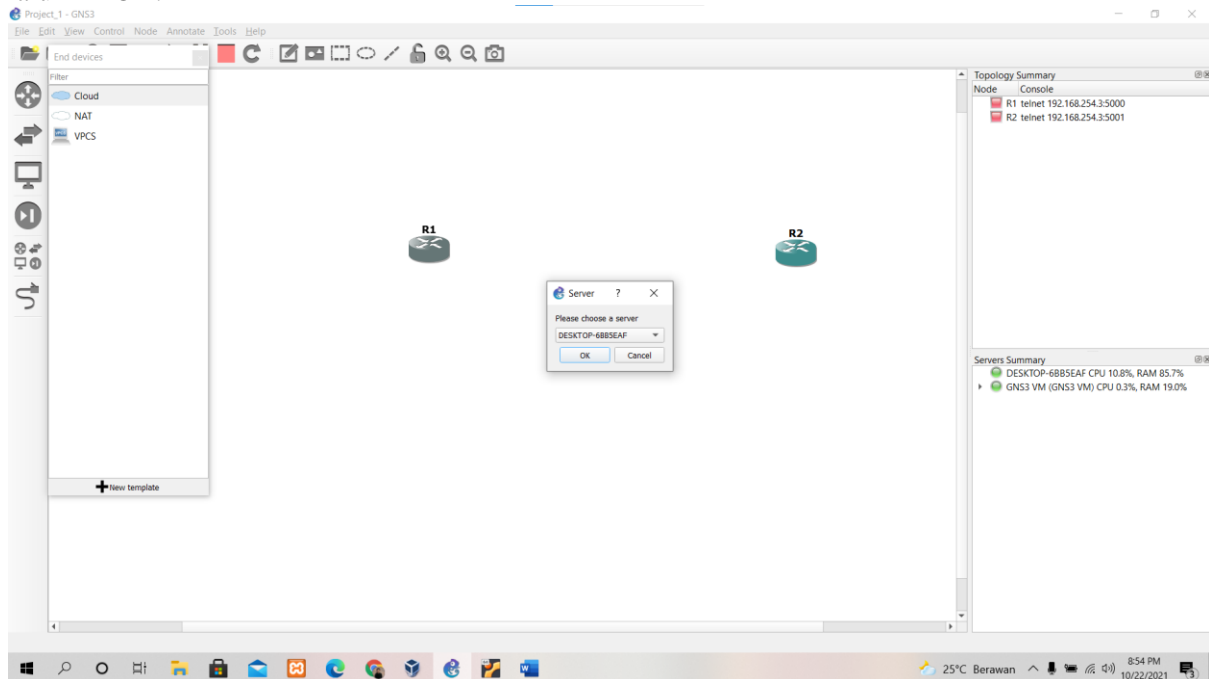 Project_1 - GNS3
File Edit View Control Node Annotate Tools Help
End devices
Filter
Cloud
NAT
VPCS
New template
R1
R2
Server ? ×
Please choose a server
DESKTOP-6BB5EAF
OK Cancel
Topology Summary
Node Console
R1 telnet 192.168.254.3:5000
R2 telnet 192.168.254.3:5001
Servers Summary
DESKTOP-6BB5EAF CPU 10.8%, RAM 85.7%
GNS3 VM (GNS3 VM) CPU 0.3%, RAM 19.0%
25°C Berawan
8:54 PM
10/22/2021